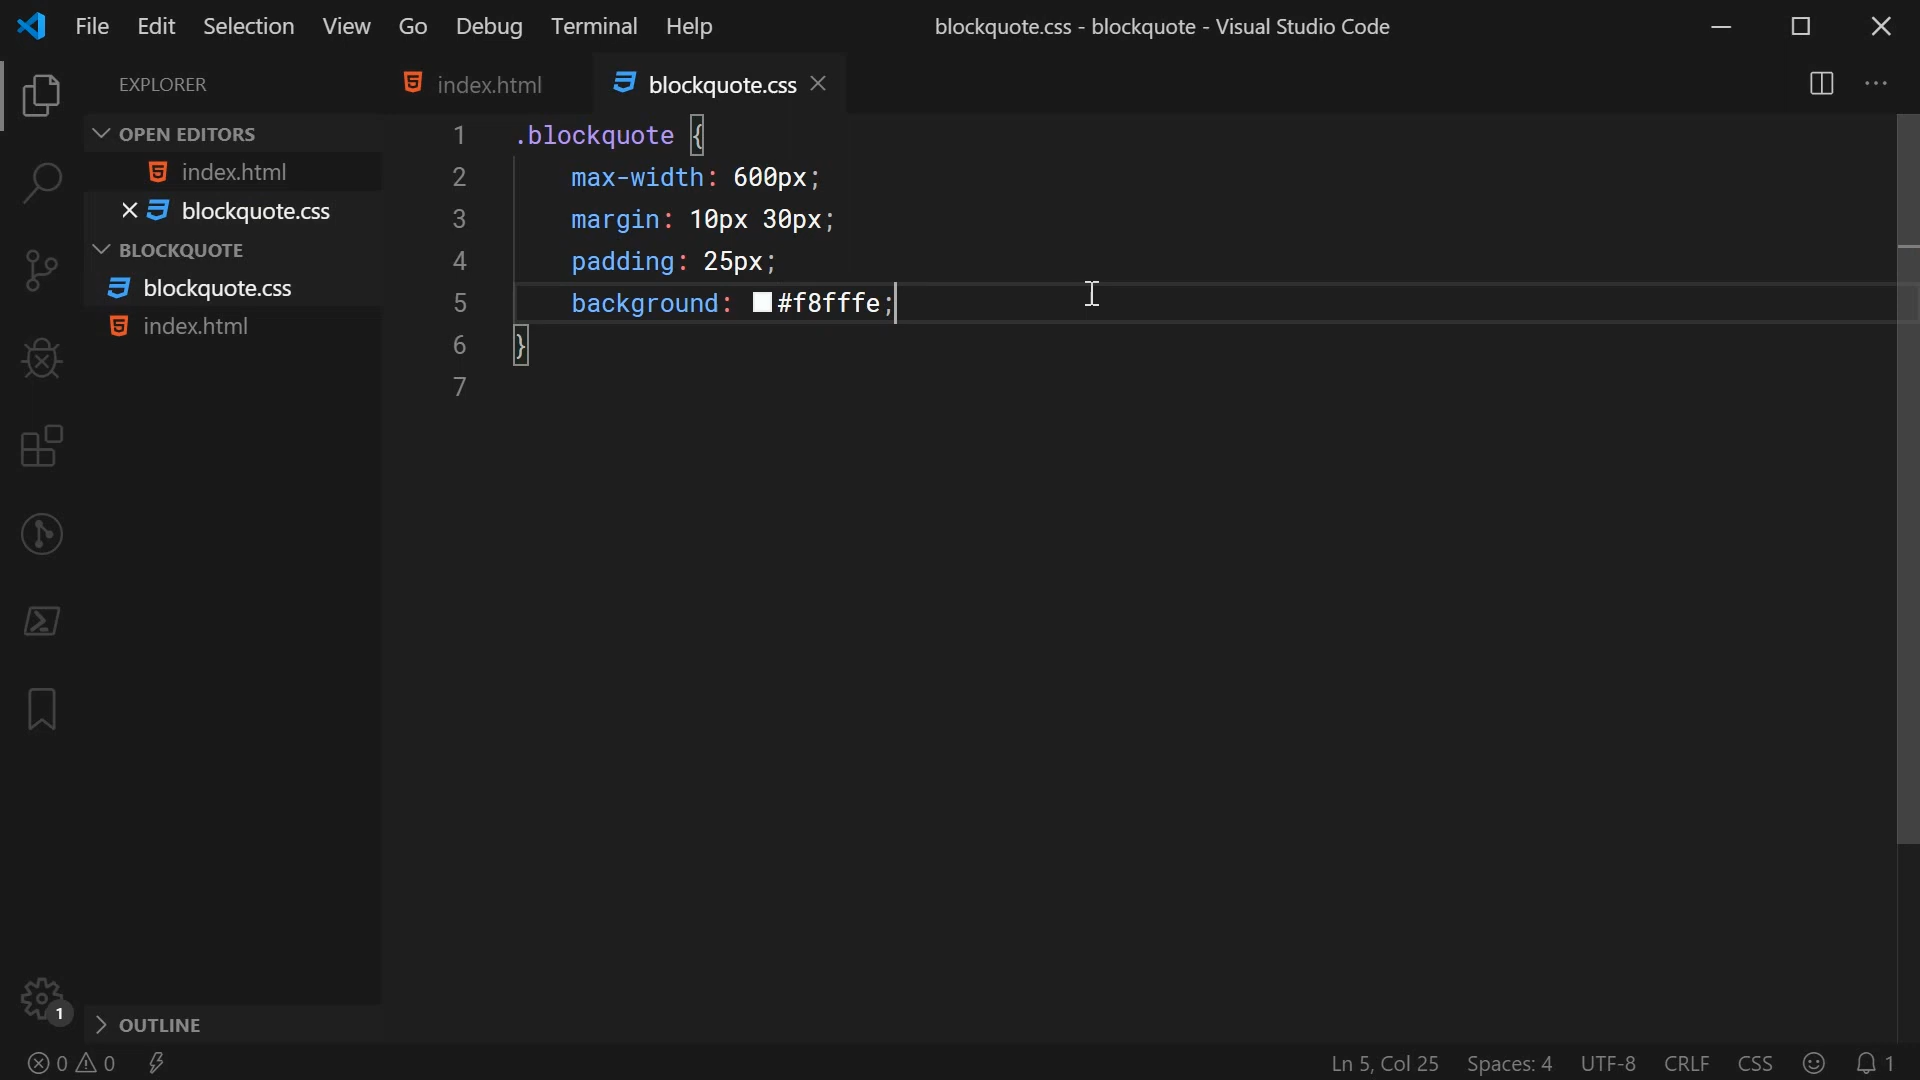 File Edit Selection View Go Debug Terminal Help blockquote.css - blockquote - Visual Studio Code
EXPLORER
index.html
blockquote.css
OPEN EDITORS
index.html
blockquote.css
BLOCKQUOTE
blockquote.css
index.html
1 .blockquote {
2 max-width: 600px;
3 margin: 10px 30px;
4 padding: 25px;
5 background: #f8fffe;
6 }
7
1
OUTLINE
0 0 Ln 5, Col 25 Spaces: 4 UTF-8 CRLF CSS 1